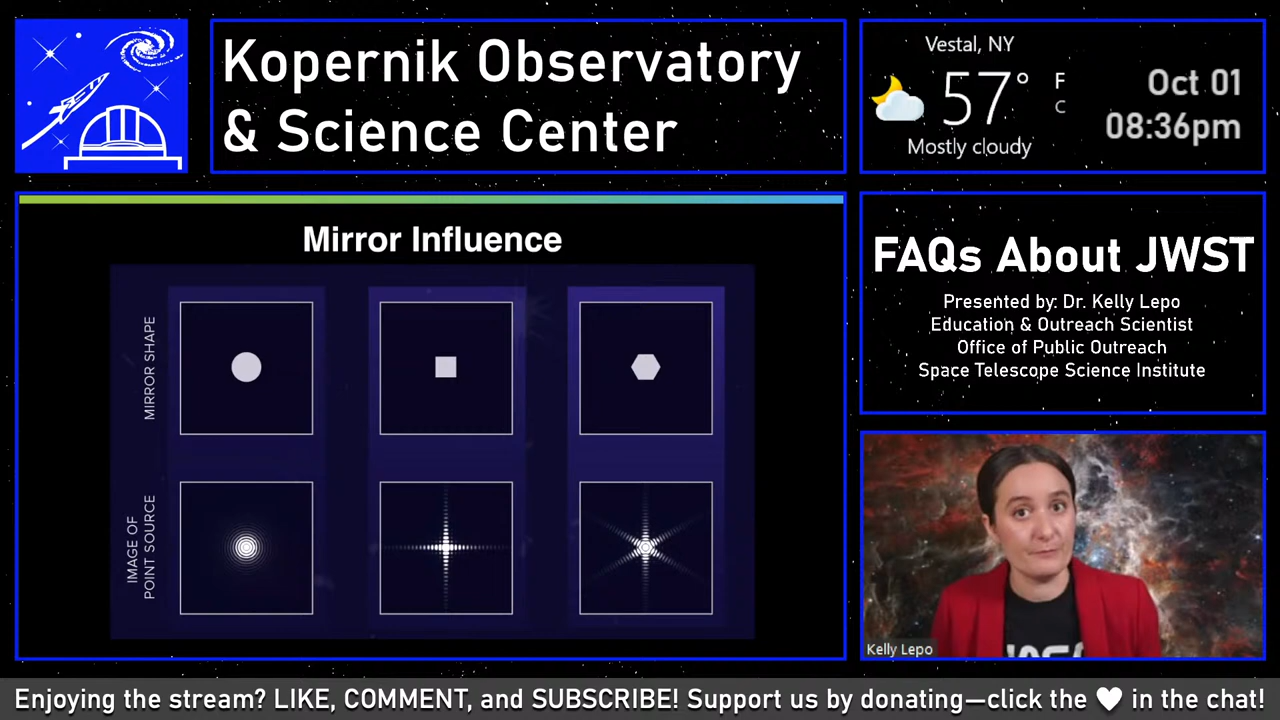 Kopernik Observatory
& Science Center
Vestal, NY
57° F
C
Mostly cloudy
Oct 01
08:36pm
Mirror Influence
MIRROR SHAPE
IMAGE OF
POINT SOURCE
FAQs About JWST
Presented by: Dr. Kelly Lepo
Education & Outreach Scientist
Office of Public Outreach
Space Telescope Science Institute
Kelly Lepo
Enjoying the stream? LIKE, COMMENT, and SUBSCRIBE! Support us by donating—click the ♥ in the chat!